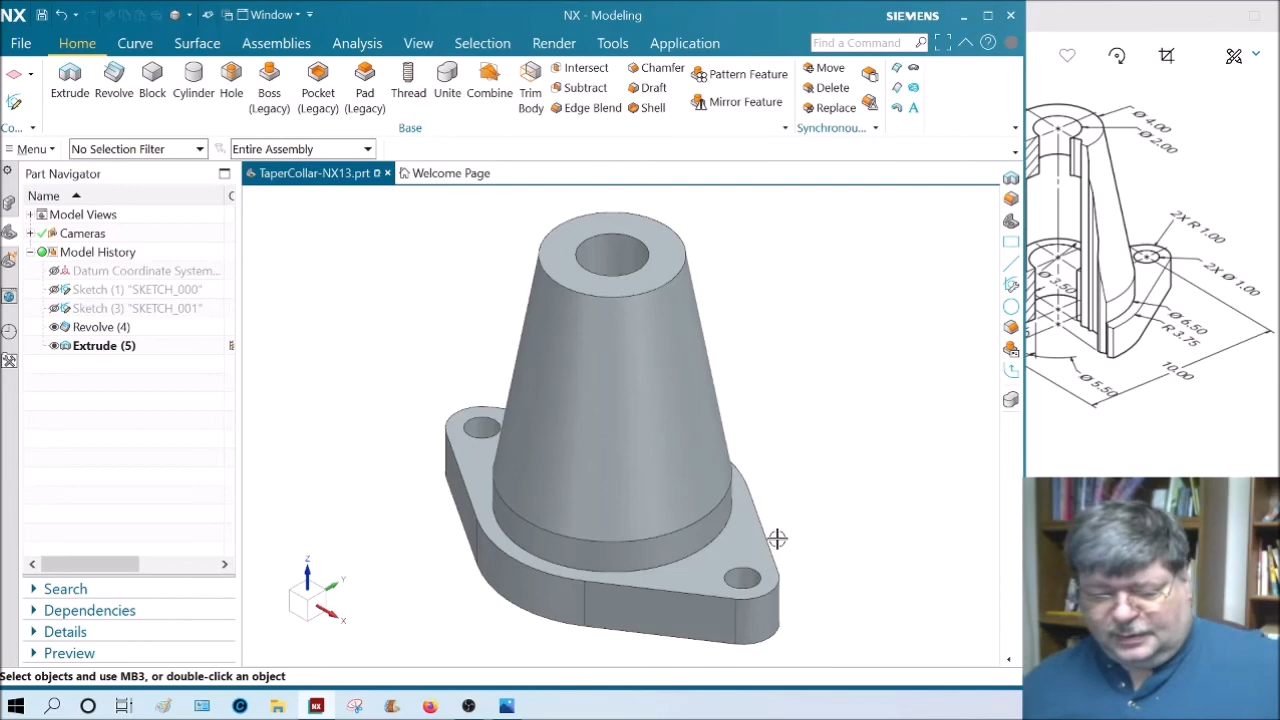 NX
Window
NX - Modeling
SIEMENS
File
Home
Curve
Surface
Assemblies
Analysis
View
Selection
Render
Tools
Application
Find a Command
Extrude
Revolve
Block
Cylinder
Hole
Boss
(Legacy)
Pocket
(Legacy)
Pad
(Legacy)
Thread
Unite
Combine
Trim
Body
Intersect
Subtract
Edge Blend
Chamfer
Draft
Shell
Pattern Feature
Mirror Feature
Move
Delete
Replace
Co...
Base
Synchronou...
Menu
No Selection Filter
Entire Assembly
Part Navigator
TaperCollar-NX13.prt
Welcome Page
Name
C
Model Views
Cameras
Model History
Datum Coordinate System...
Sketch (1) "SKETCH_000"
Sketch (3) "SKETCH_001"
Revolve (4)
Extrude (5)
Search
Dependencies
Details
Preview
Z
Y
X
Select objects and use MB3, or double-click an object
Ø 4.00
Ø 2.00
2X R 1.00
2X Ø 1.00
Ø 3.50
Ø 6.50
R 3.75
10.00
Ø 5.50